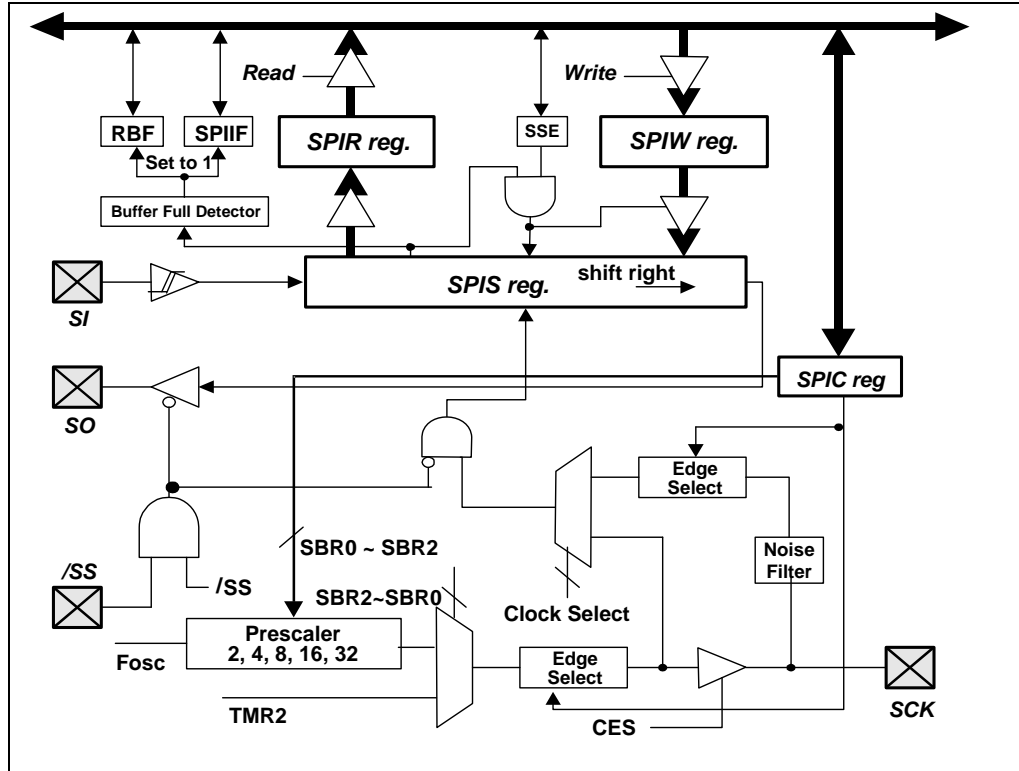 Read
Write
RBF
SPIIF
SPIR reg.
SSE
SPIW reg.
Set to 1
Buffer Full Detector
SPIS reg.
shift right
SI
SPIC reg
SO
Edge
Select
SBR0 ~ SBR2
Noise
Filter
/SS
/SS
SBR2~SBR0
Clock Select
Prescaler
2, 4, 8, 16, 32
Fosc
Edge
Select
TMR2
CES
SCK